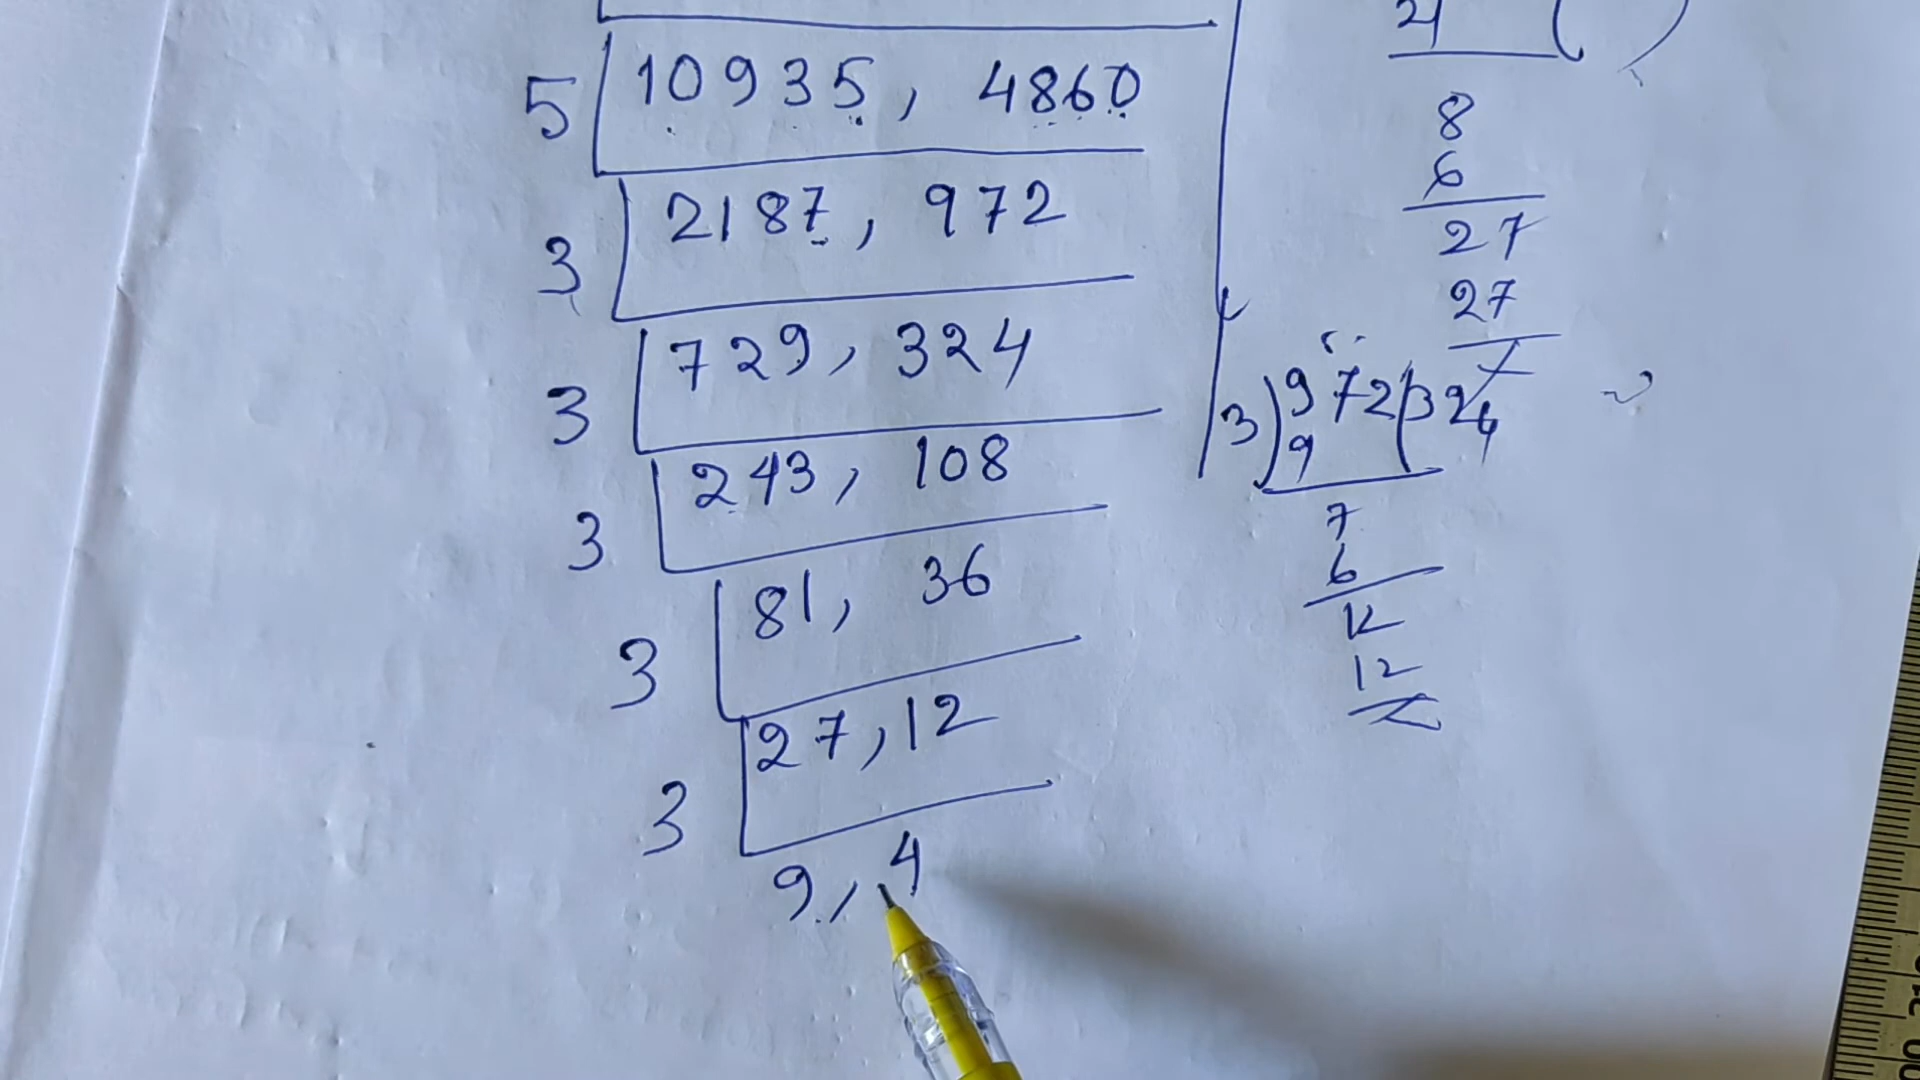 5 | 10935, 4860
3 | 2187, 972
3 | 729, 324
3 | 243, 108
3 | 81, 36
3 | 27, 12
9, 4
8
6
27
27
3) 972 (324
9
7
6
12
12